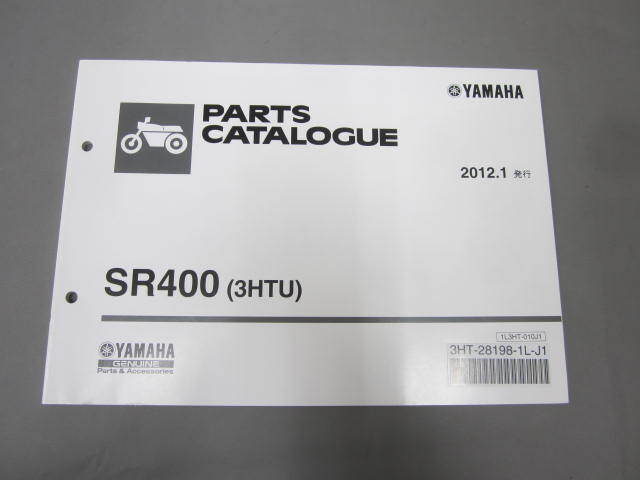 YAMAHA
PARTS
CATALOGUE
2012.1 発行
SR400 (3HTU)
YAMAHA
GENUINE
Parts & Accessories
1L3HT-010J1
3HT-28198-1L-J1